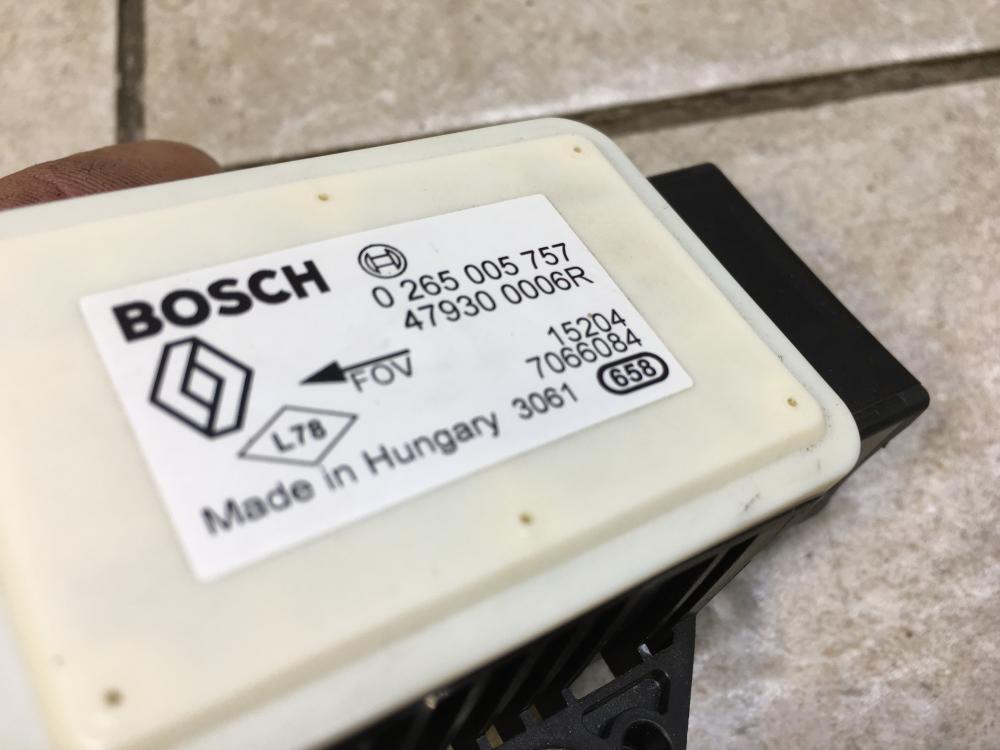 BOSCH
0 265 005 757
47930 0006R
FOV
15204
7066084
L78
658
Made in Hungary 3061